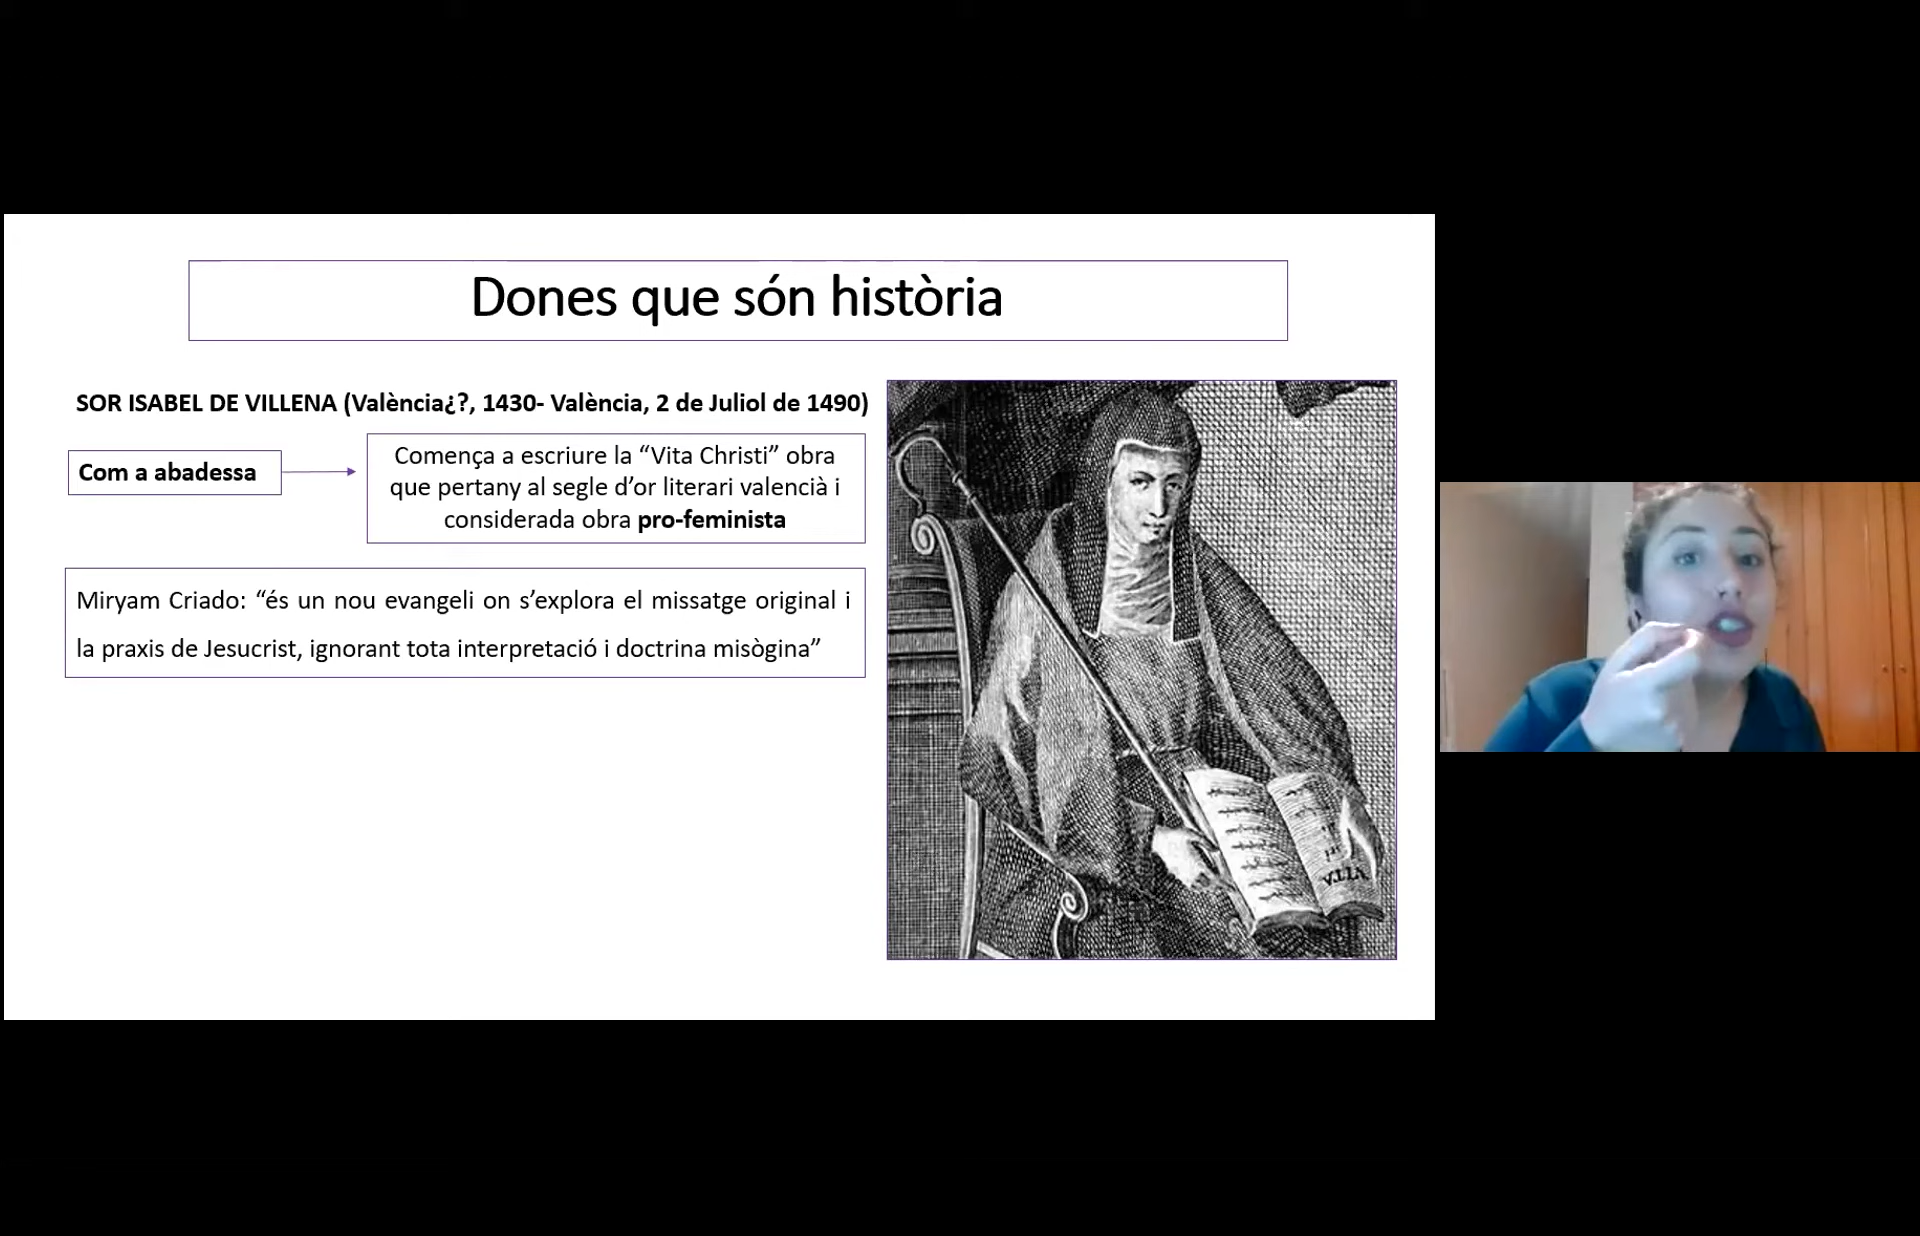 Dones que són història
SOR ISABEL DE VILLENA (València¿?, 1430- València, 2 de Juliol de 1490)
Com a abadessa
Comença a escriure la “Vita Christi” obra
que pertany al segle d’or literari valencià i
considerada obra pro-feminista
Miryam Criado: “és un nou evangeli on s’explora el missatge original i
la praxis de Jesucrist, ignorant tota interpretació i doctrina misògina”
VITA